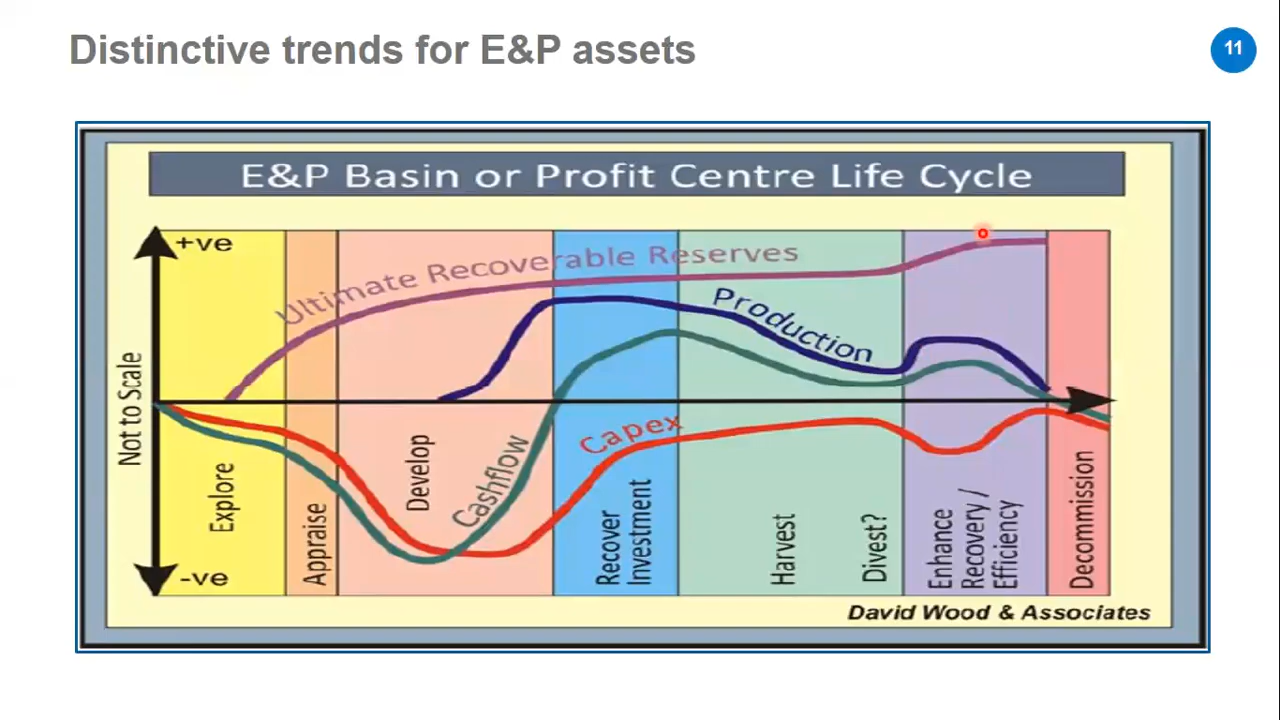 Distinctive trends for E&P assets
11
E&P Basin or Profit Centre Life Cycle
+ve
Ultimate Recoverable Reserves
Production
Not to Scale
Capex
Cashflow
Explore
Appraise
Develop
Recover
Investment
Harvest
Divest?
Enhance
Recovery /
Efficiency
Decommission
-ve
David Wood & Associates